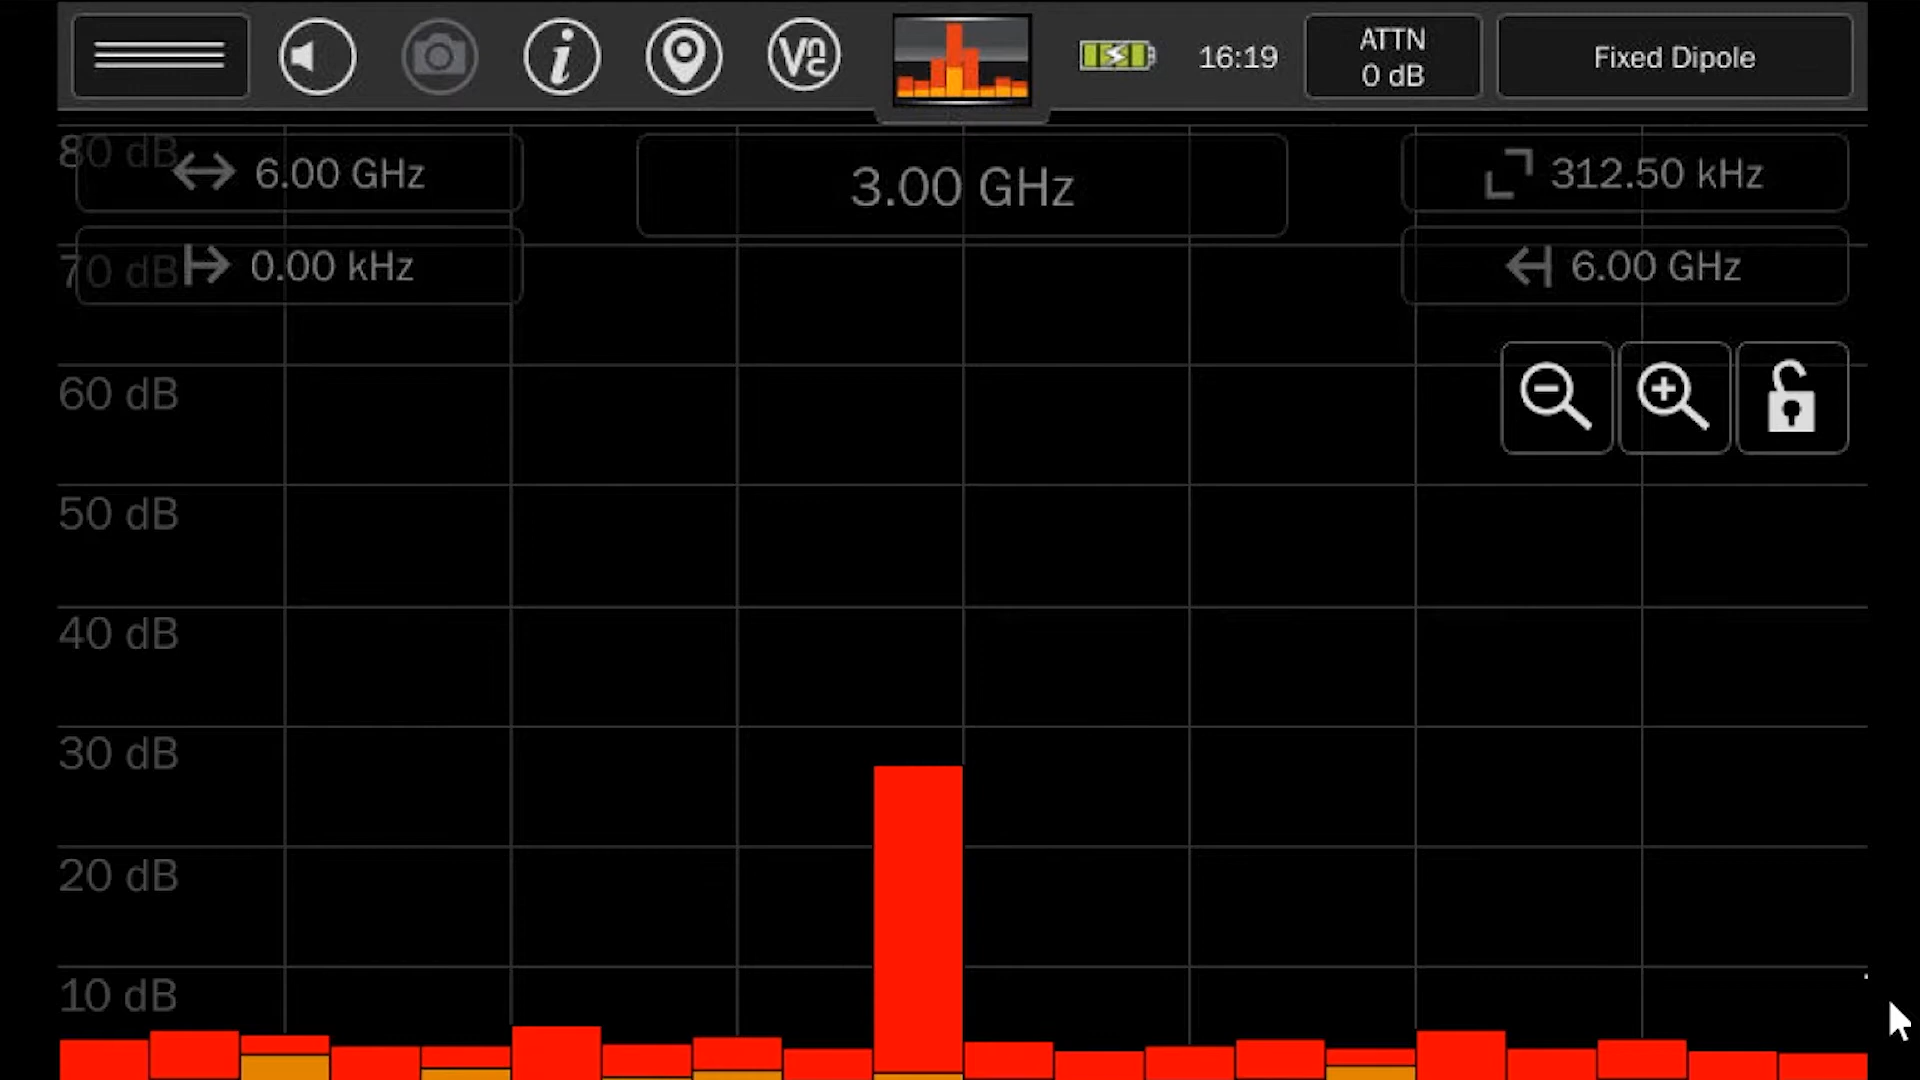 i
Vnc
16:19
ATTN
0 dB
Fixed Dipole
80 dB
6.00 GHz
3.00 GHz
312.50 kHz
70 dB
0.00 kHz
6.00 GHz
60 dB
50 dB
40 dB
30 dB
20 dB
10 dB